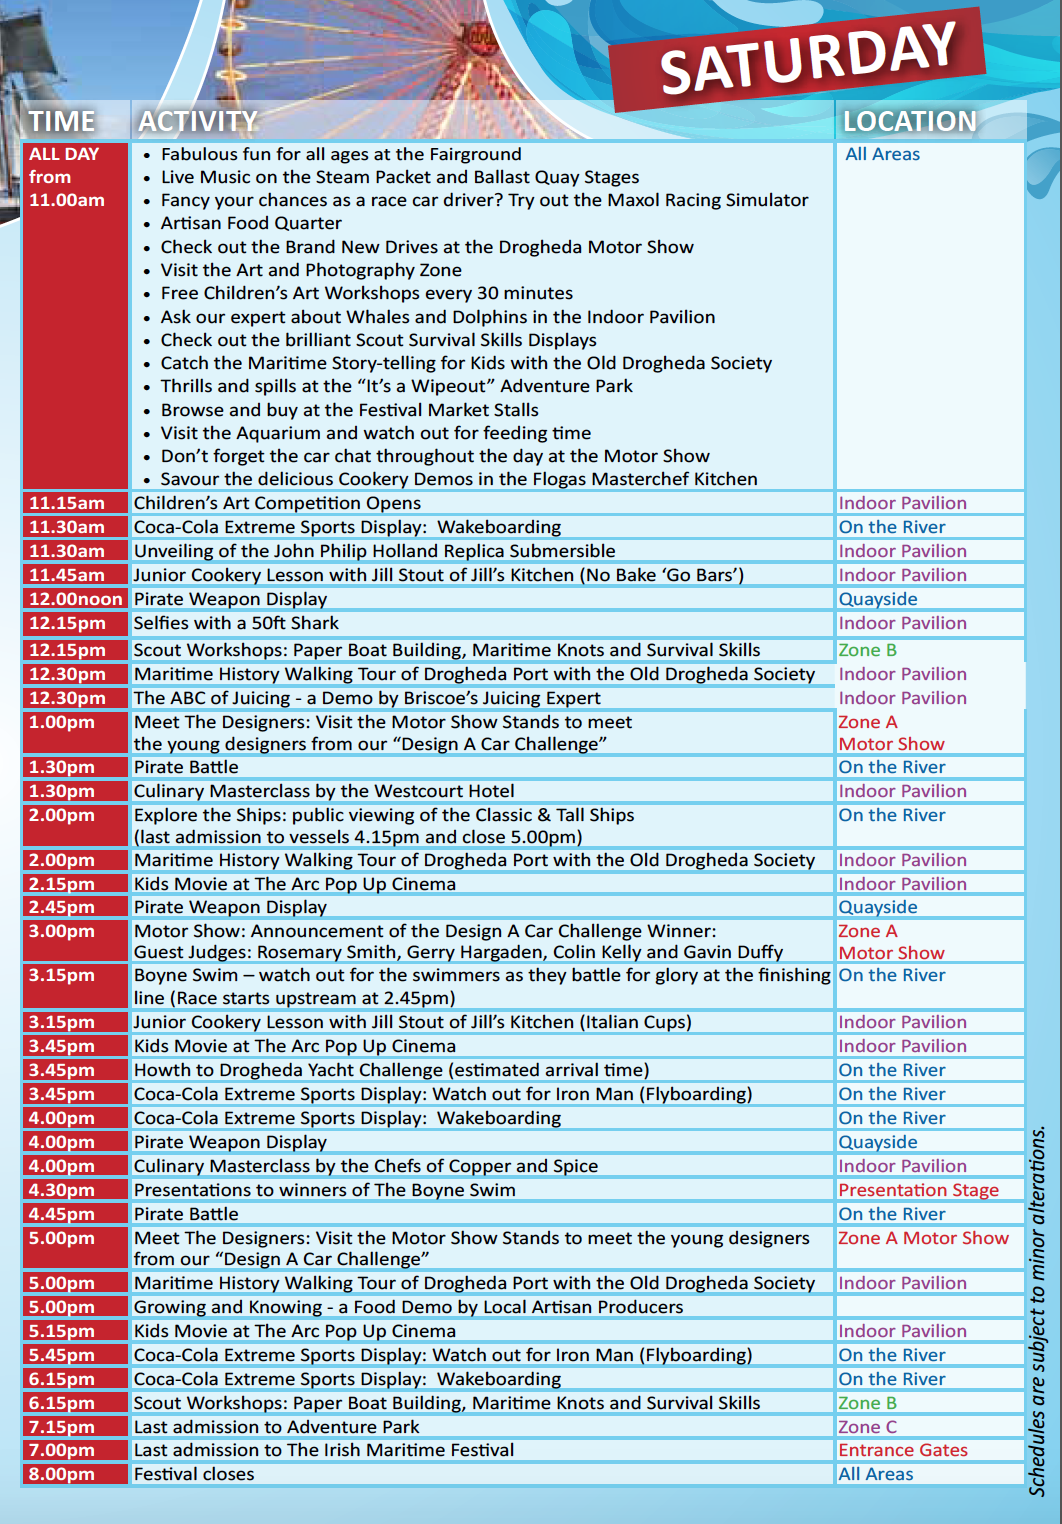 SATURDAY
TIME ACTIVITY LOCATION
ALL DAY from 11.00am • Fabulous fun for all ages at the Fairground All Areas
• Live Music on the Steam Packet and Ballast Quay Stages
• Fancy your chances as a race car driver? Try out the Maxol Racing Simulator
• Artisan Food Quarter
• Check out the Brand New Drives at the Drogheda Motor Show
• Visit the Art and Photography Zone
• Free Children's Art Workshops every 30 minutes
• Ask our expert about Whales and Dolphins in the Indoor Pavilion
• Check out the brilliant Scout Survival Skills Displays
• Catch the Maritime Story-telling for Kids with the Old Drogheda Society
• Thrills and spills at the “It’s a Wipeout” Adventure Park
• Browse and buy at the Festival Market Stalls
• Visit the Aquarium and watch out for feeding time
• Don’t forget the car chat throughout the day at the Motor Show
• Savour the delicious Cookery Demos in the Flogas Masterchef Kitchen
11.15am Children’s Art Competition Opens Indoor Pavilion
11.30am Coca-Cola Extreme Sports Display: Wakeboarding On the River
11.30am Unveiling of the John Philip Holland Replica Submersible Indoor Pavilion
11.45am Junior Cookery Lesson with Jill Stout of Jill’s Kitchen (No Bake ‘Go Bars’) Indoor Pavilion
12.00noon Pirate Weapon Display Quayside
12.15pm Selfies with a 50ft Shark Indoor Pavilion
12.15pm Scout Workshops: Paper Boat Building, Maritime Knots and Survival Skills Zone B
12.30pm Maritime History Walking Tour of Drogheda Port with the Old Drogheda Society Indoor Pavilion
12.30pm The ABC of Juicing - a Demo by Briscoe’s Juicing Expert Indoor Pavilion
1.00pm Meet The Designers: Visit the Motor Show Stands to meet Zone A
the young designers from our “Design A Car Challenge” Motor Show
1.30pm Pirate Battle On the River
1.30pm Culinary Masterclass by the Westcourt Hotel Indoor Pavilion
2.00pm Explore the Ships: public viewing of the Classic & Tall Ships On the River
(last admission to vessels 4.15pm and close 5.00pm)
2.00pm Maritime History Walking Tour of Drogheda Port with the Old Drogheda Society Indoor Pavilion
2.15pm Kids Movie at The Arc Pop Up Cinema Indoor Pavilion
2.45pm Pirate Weapon Display Quayside
3.00pm Motor Show: Announcement of the Design A Car Challenge Winner: Zone A
Guest Judges: Rosemary Smith, Gerry Hargaden, Colin Kelly and Gavin Duffy Motor Show
3.15pm Boyne Swim – watch out for the swimmers as they battle for glory at the finishing On the River
line (Race starts upstream at 2.45pm)
3.15pm Junior Cookery Lesson with Jill Stout of Jill’s Kitchen (Italian Cups) Indoor Pavilion
3.45pm Kids Movie at The Arc Pop Up Cinema Indoor Pavilion
3.45pm Howth to Drogheda Yacht Challenge (estimated arrival time) On the River
3.45pm Coca-Cola Extreme Sports Display: Watch out for Iron Man (Flyboarding) On the River
4.00pm Coca-Cola Extreme Sports Display: Wakeboarding On the River
4.00pm Pirate Weapon Display Quayside
4.00pm Culinary Masterclass by the Chefs of Copper and Spice Indoor Pavilion
4.30pm Presentations to winners of The Boyne Swim Presentation Stage
4.45pm Pirate Battle On the River
5.00pm Meet The Designers: Visit the Motor Show Stands to meet the young designers Zone A Motor Show
from our “Design A Car Challenge”
5.00pm Maritime History Walking Tour of Drogheda Port with the Old Drogheda Society Indoor Pavilion
5.00pm Growing and Knowing - a Food Demo by Local Artisan Producers
5.15pm Kids Movie at The Arc Pop Up Cinema Indoor Pavilion
5.45pm Coca-Cola Extreme Sports Display: Watch out for Iron Man (Flyboarding) On the River
6.15pm Coca-Cola Extreme Sports Display: Wakeboarding On the River
6.15pm Scout Workshops: Paper Boat Building, Maritime Knots and Survival Skills Zone B
7.15pm Last admission to Adventure Park Zone C
7.00pm Last admission to The Irish Maritime Festival Entrance Gates
8.00pm Festival closes All Areas
Schedules are subject to minor alterations.